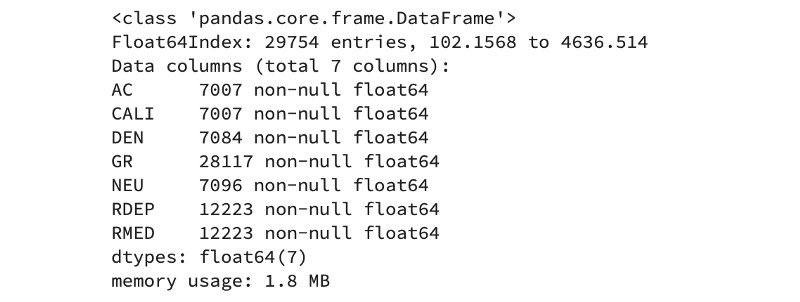 <class 'pandas.core.frame.DataFrame'>
Float64Index: 29754 entries, 102.1568 to 4636.514
Data columns (total 7 columns):
AC      7007 non-null float64
CALI    7007 non-null float64
DEN     7084 non-null float64
GR      28117 non-null float64
NEU     7096 non-null float64
RDEP    12223 non-null float64
RMED    12223 non-null float64
dtypes: float64(7)
memory usage: 1.8 MB